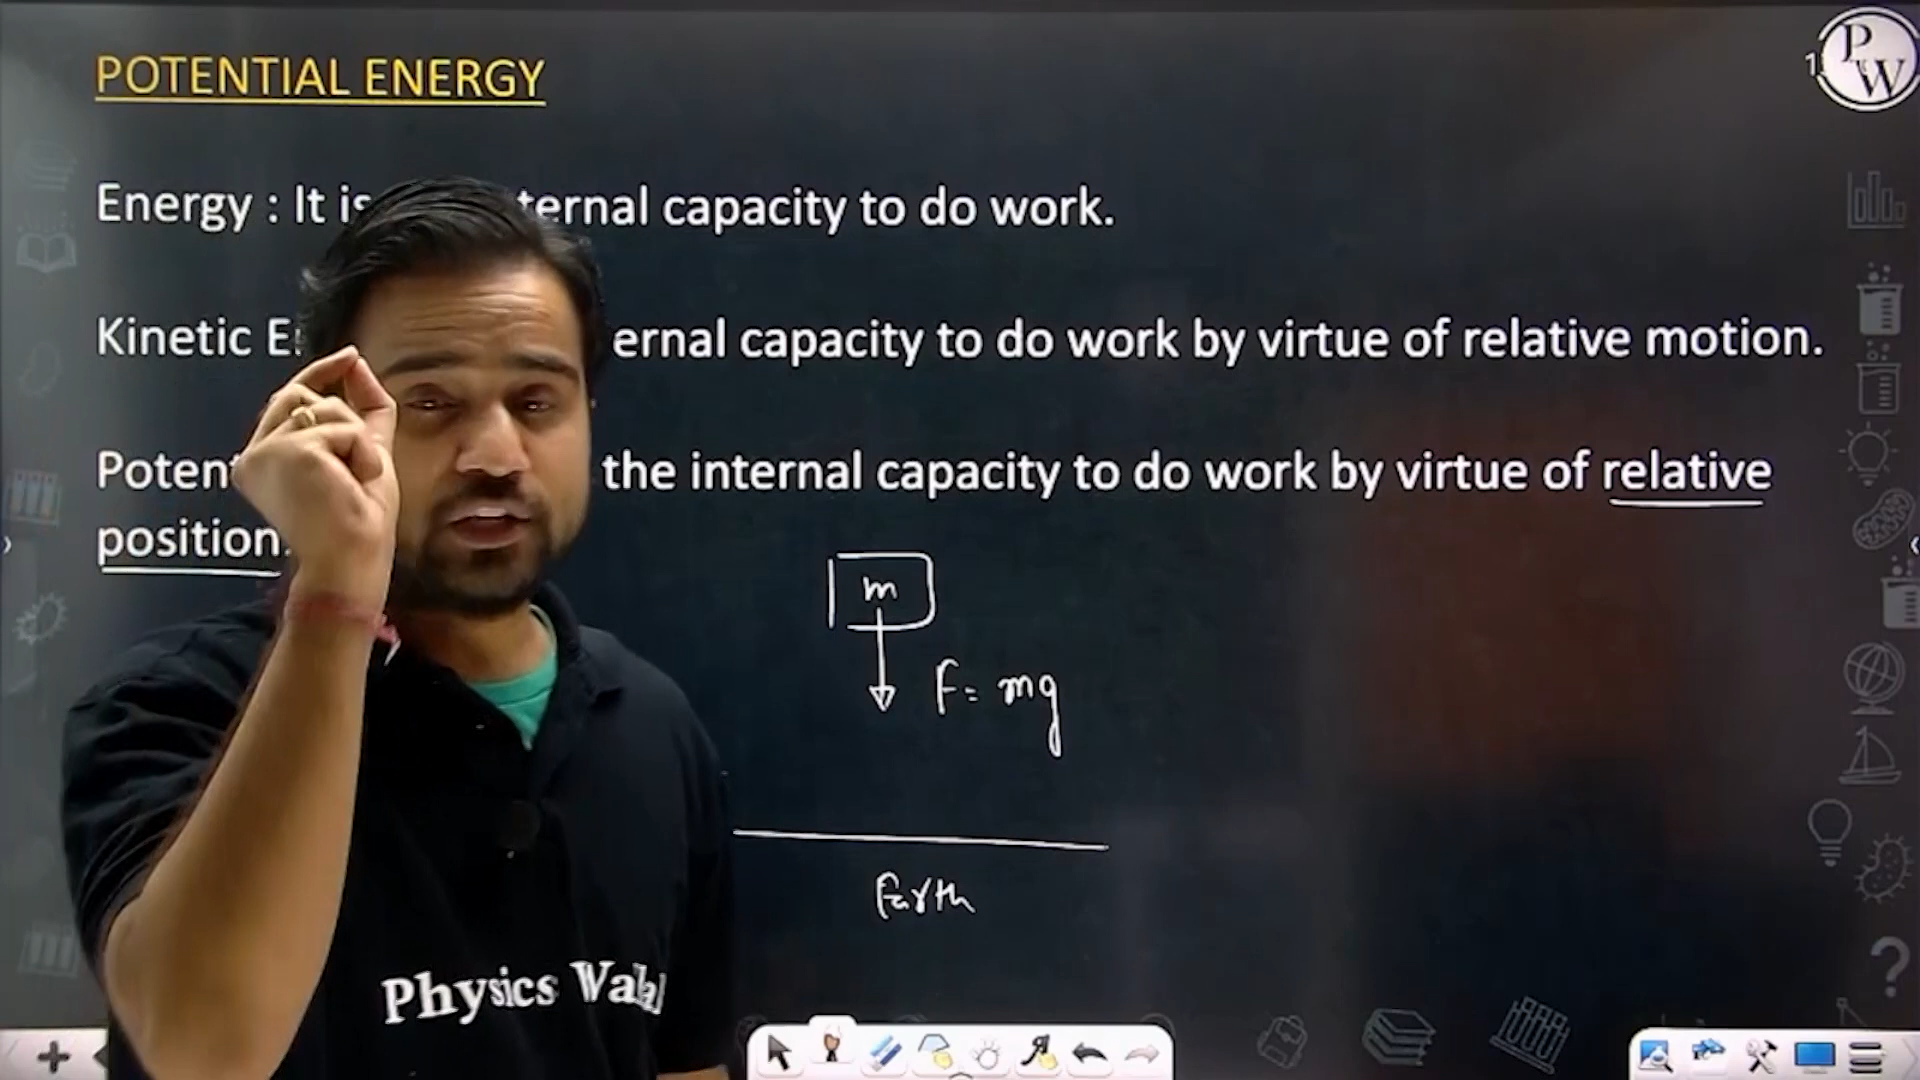 POTENTIAL ENERGY
P
W
Energy : It is ternal capacity to do work.
Kinetic E ernal capacity to do work by virtue of relative motion.
Potent the internal capacity to do work by virtue of relative
position.
m
F = mg
Earth
Physics Wallah
?